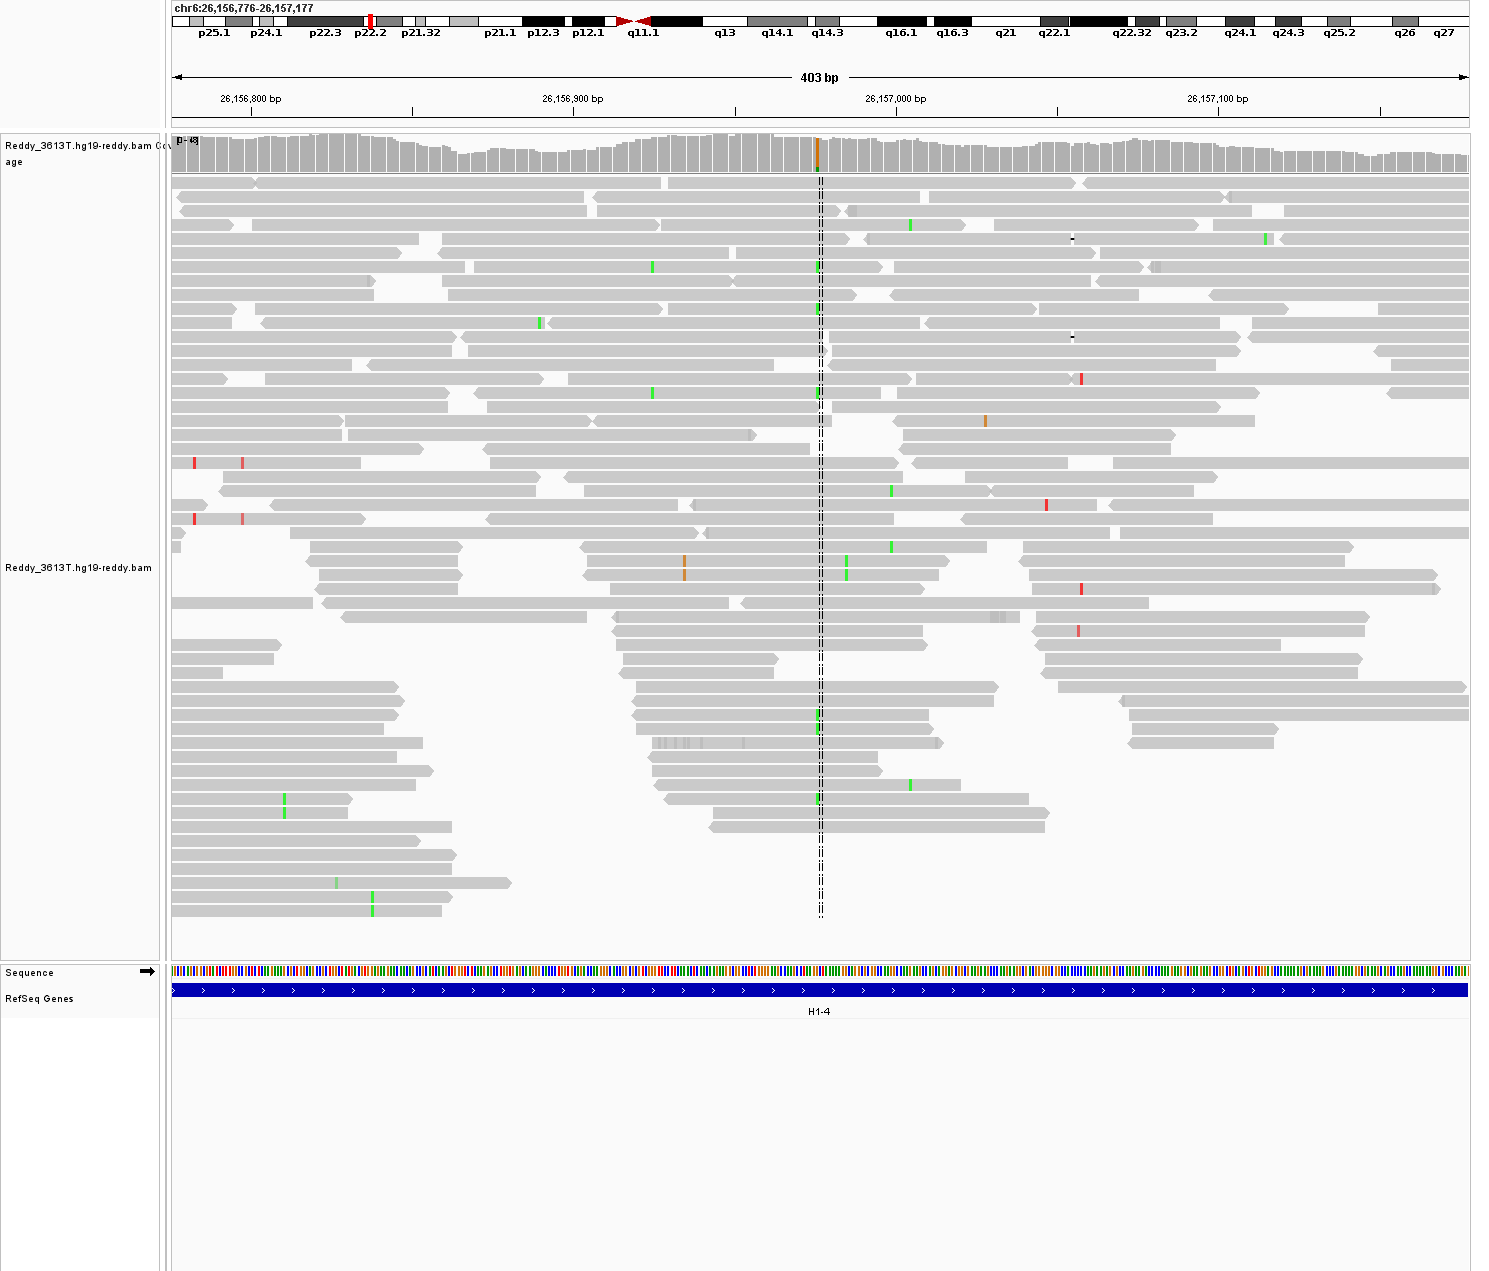 chr6:26,156,776-26,157,177
p25.1 p24.1 p22.3 p22.2 p21.32 p21.1 p12.3 p12.1 q11.1 q13 q14.1 q14.3 q16.1 q16.3 q21 q22.1 q22.32 q23.2 q24.1 q24.3 q25.2 q26 q27
403 bp
26,156,800 bp 26,156,900 bp 26,157,000 bp 26,157,100 bp
Reddy_3613T.hg19-reddy.bam Cov
age
Reddy_3613T.hg19-reddy.bam
Sequence
RefSeq Genes
H1-4